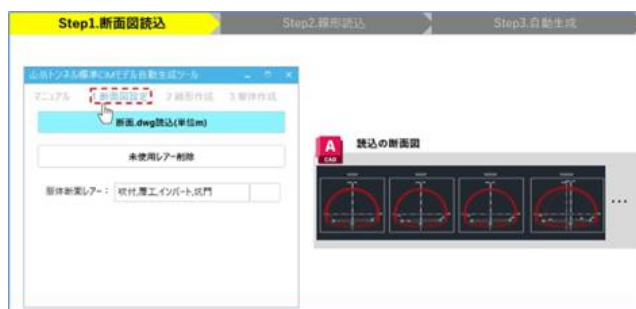 Step1.断面図読込
Step2.線形読込
Step3.自動生成
山岳トンネル標準CIMモデル自動生成ツール
マニュアル
1.断面図設定
2.線形作成
3.躯体作成
断面.dwg読込(単位m)
未使用レアー削除
躯体断面レアー：
吹付,覆工,インバート,坑門
A
CAD
読込の断面図
...